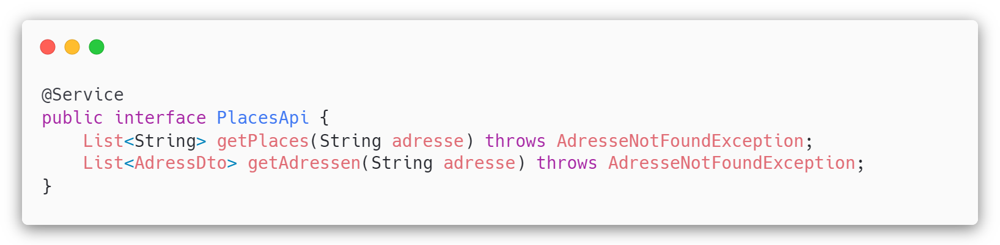 @Service
public interface PlacesApi {
    List<String> getPlaces(String adresse) throws AdresseNotFoundException;
    List<AdressDto> getAdressen(String adresse) throws AdresseNotFoundException;
}